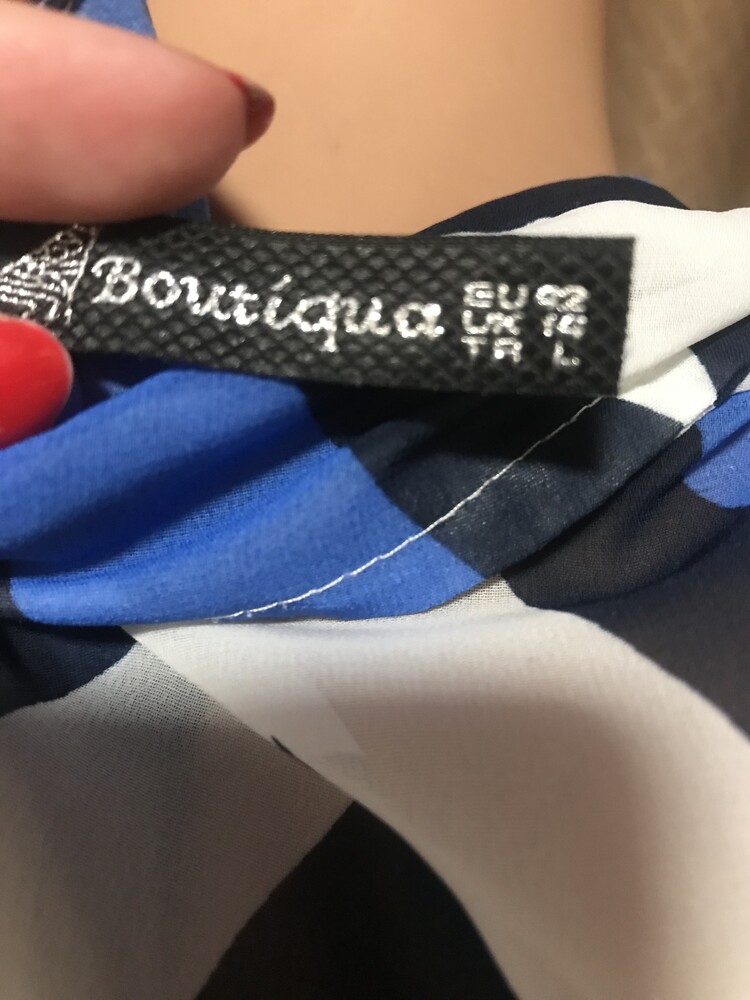 Boutiqua
EU 42
UK 14
TR L